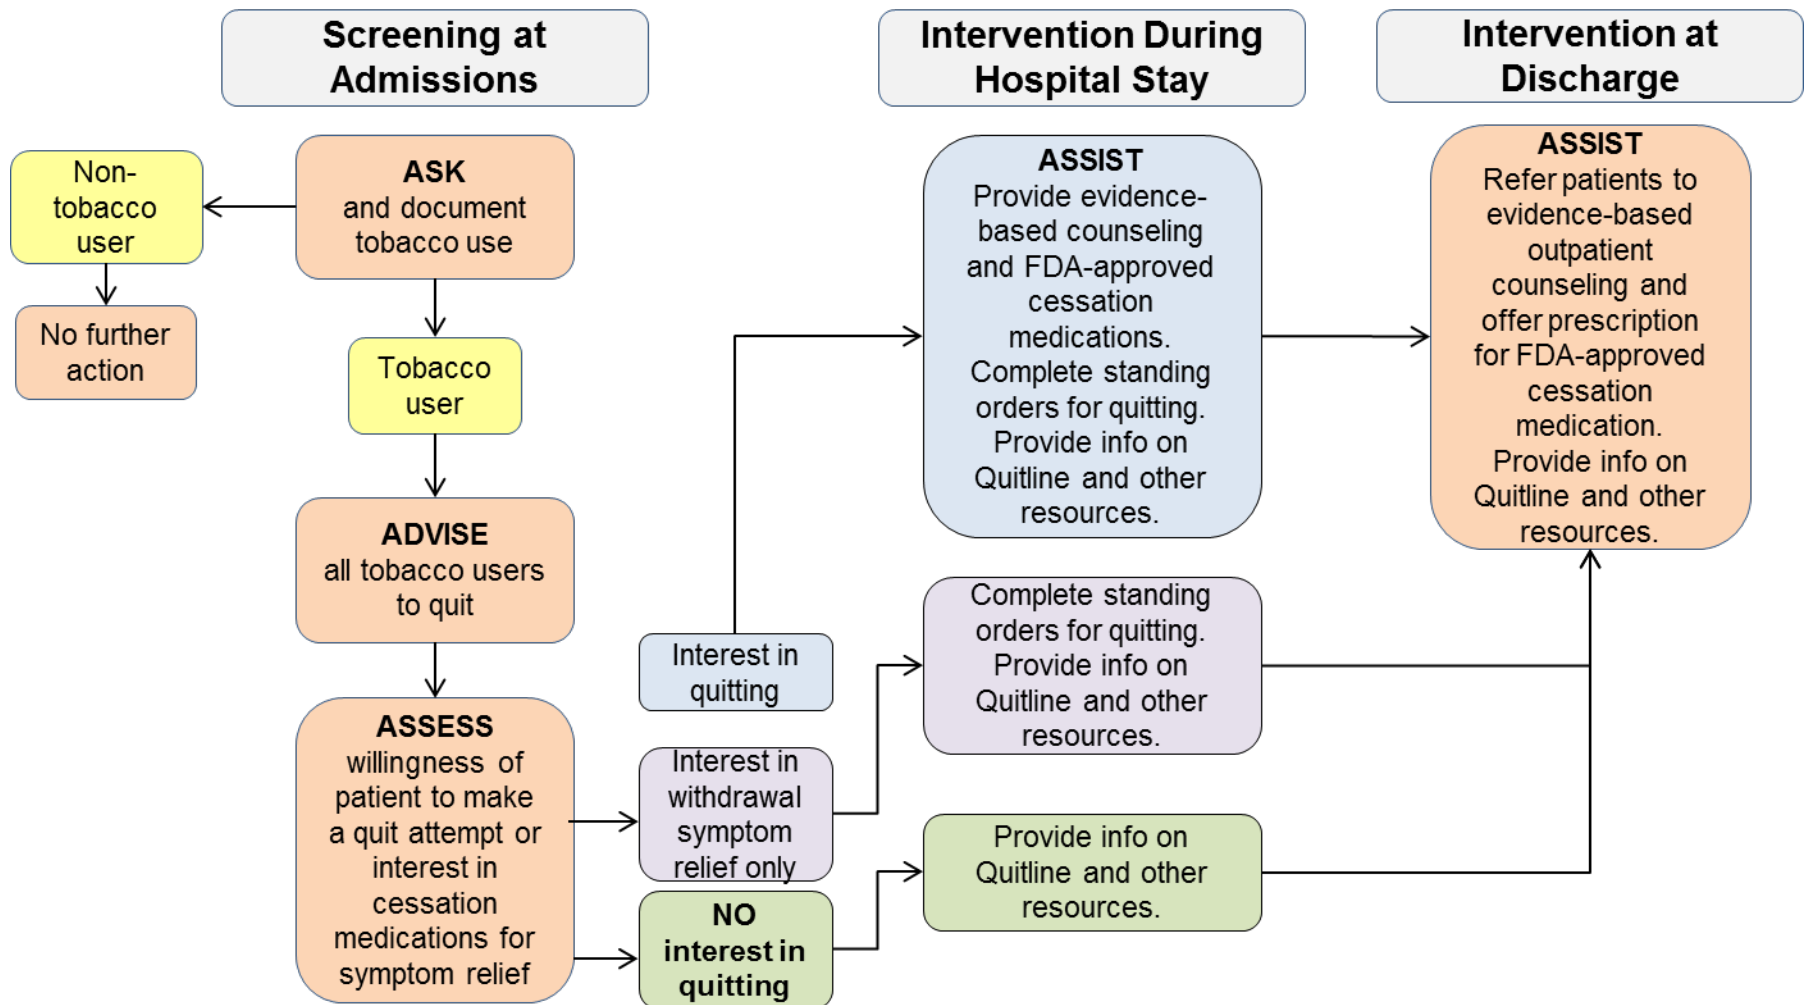 Screening at
Admissions
Intervention During
Hospital Stay
Intervention at
Discharge
Non-
tobacco
user
No further
action
ASK
and document
tobacco use
Tobacco
user
ADVISE
all tobacco users
to quit
ASSESS
willingness of
patient to make
a quit attempt or
interest in
cessation
medications for
symptom relief
Interest in
quitting
Interest in
withdrawal
symptom
relief only
NO
interest in
quitting
ASSIST
Provide evidence-
based counseling
and FDA-approved
cessation
medications.
Complete standing
orders for quitting.
Provide info on
Quitline and other
resources.
Complete standing
orders for quitting.
Provide info on
Quitline and other
resources.
Provide info on
Quitline and other
resources.
ASSIST
Refer patients to
evidence-based
outpatient
counseling and
offer prescription
for FDA-approved
cessation
medication.
Provide info on
Quitline and other
resources.